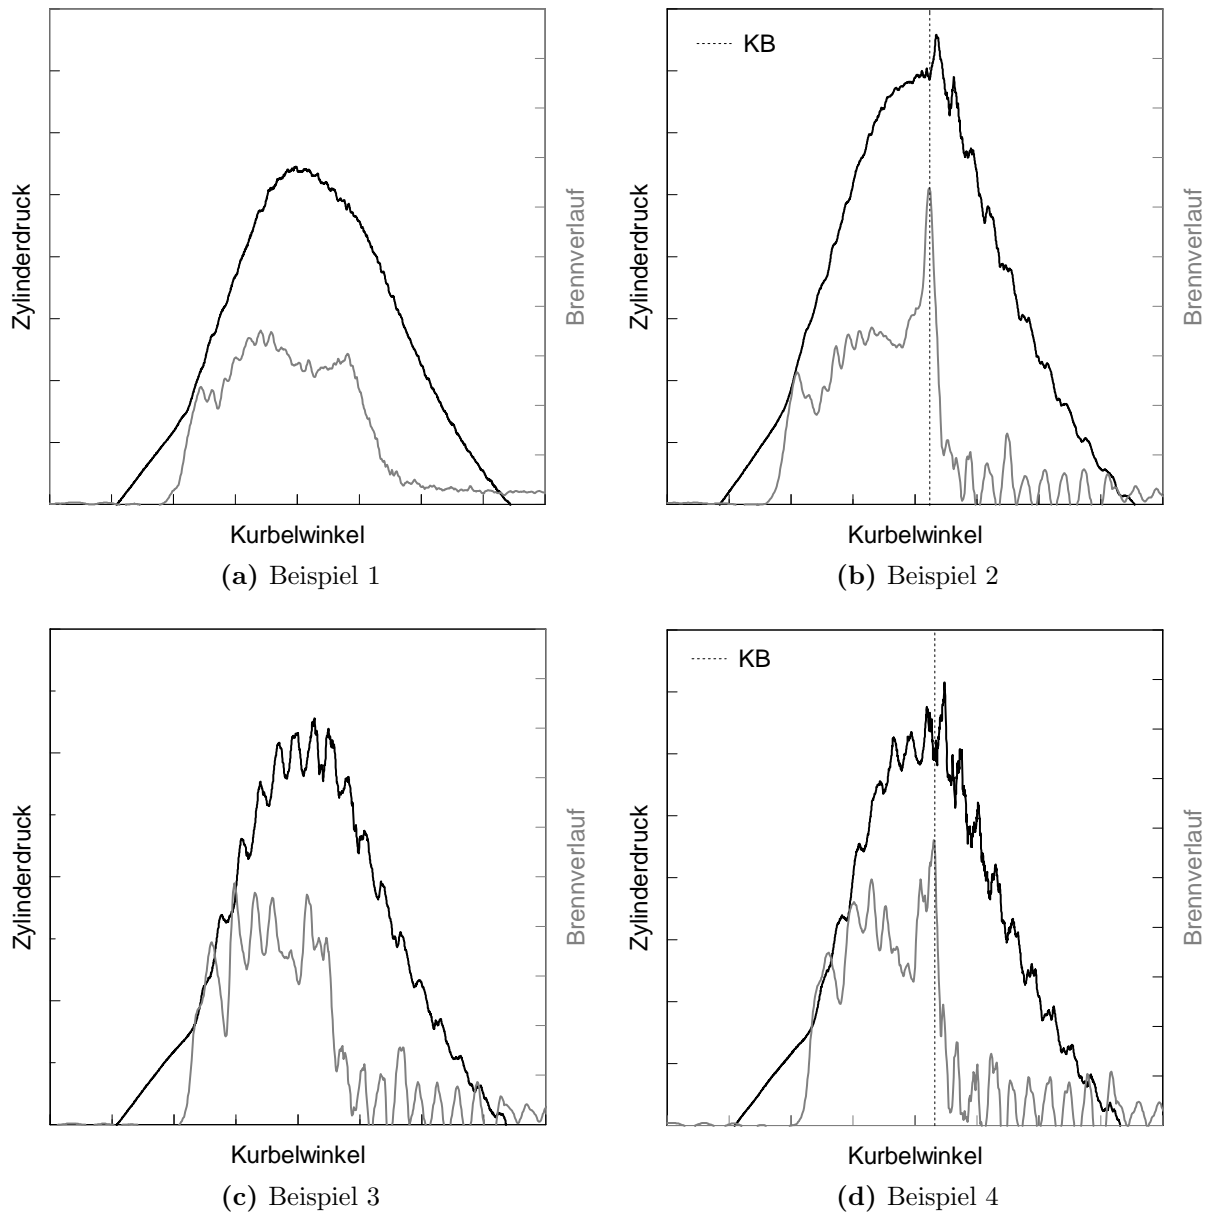 Zylinderdruck
Brennverlauf
Kurbelwinkel
(a) Beispiel 1
KB
Zylinderdruck
Brennverlauf
Kurbelwinkel
(b) Beispiel 2
Zylinderdruck
Brennverlauf
Kurbelwinkel
(c) Beispiel 3
KB
Zylinderdruck
Brennverlauf
Kurbelwinkel
(d) Beispiel 4